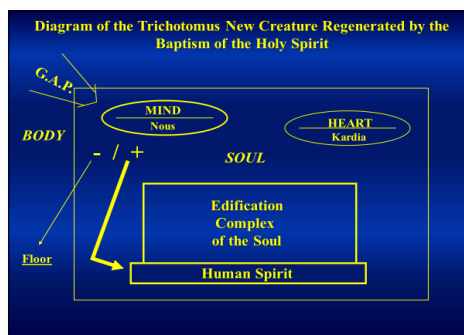 Diagram of the Trichotomus New Creature Regenerated by the
Baptism of the Holy Spirit
G.A.P.
MIND
Nous
HEART
Kardia
BODY
- / +
SOUL
Edification
Complex
of the Soul
Floor
Human Spirit